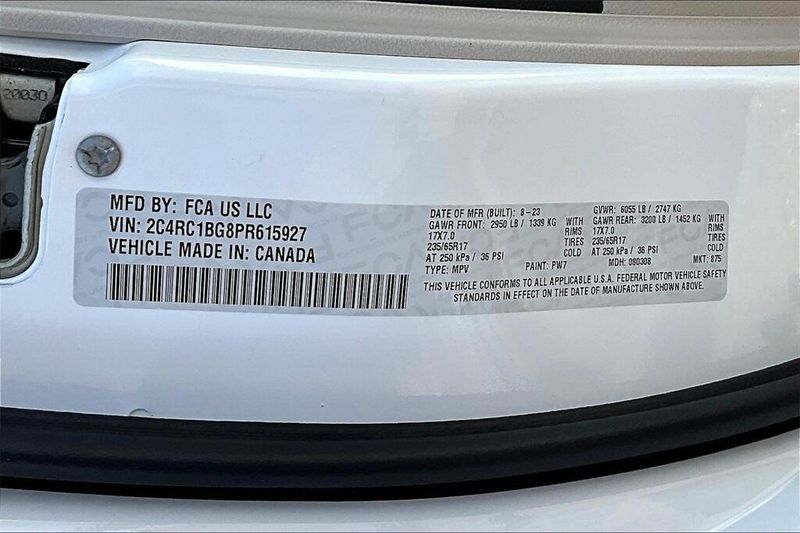 20030
MFD BY: FCA US LLC
VIN: 2C4RC1BG8PR615927
VEHICLE MADE IN: CANADA
DATE OF MFR (BUILT): 8-23 GVWR: 6055 LB / 2747 KG
GAWR FRONT: 2950 LB / 1339 KG WITH GAWR REAR: 3200 LB / 1452 KG WITH
17X7.0 RIMS 17X7.0 RIMS
235/65R17 TIRES 235/65R17 TIRES
AT 250 kPa / 36 PSI COLD AT 250 kPa / 36 PSI COLD
TYPE: MPV PAINT: PW7 MDH: 080308 MKT: 875
THIS VEHICLE CONFORMS TO ALL APPLICABLE U.S.A. FEDERAL MOTOR VEHICLE SAFETY
STANDARDS IN EFFECT ON THE DATE OF MANUFACTURE SHOWN ABOVE.